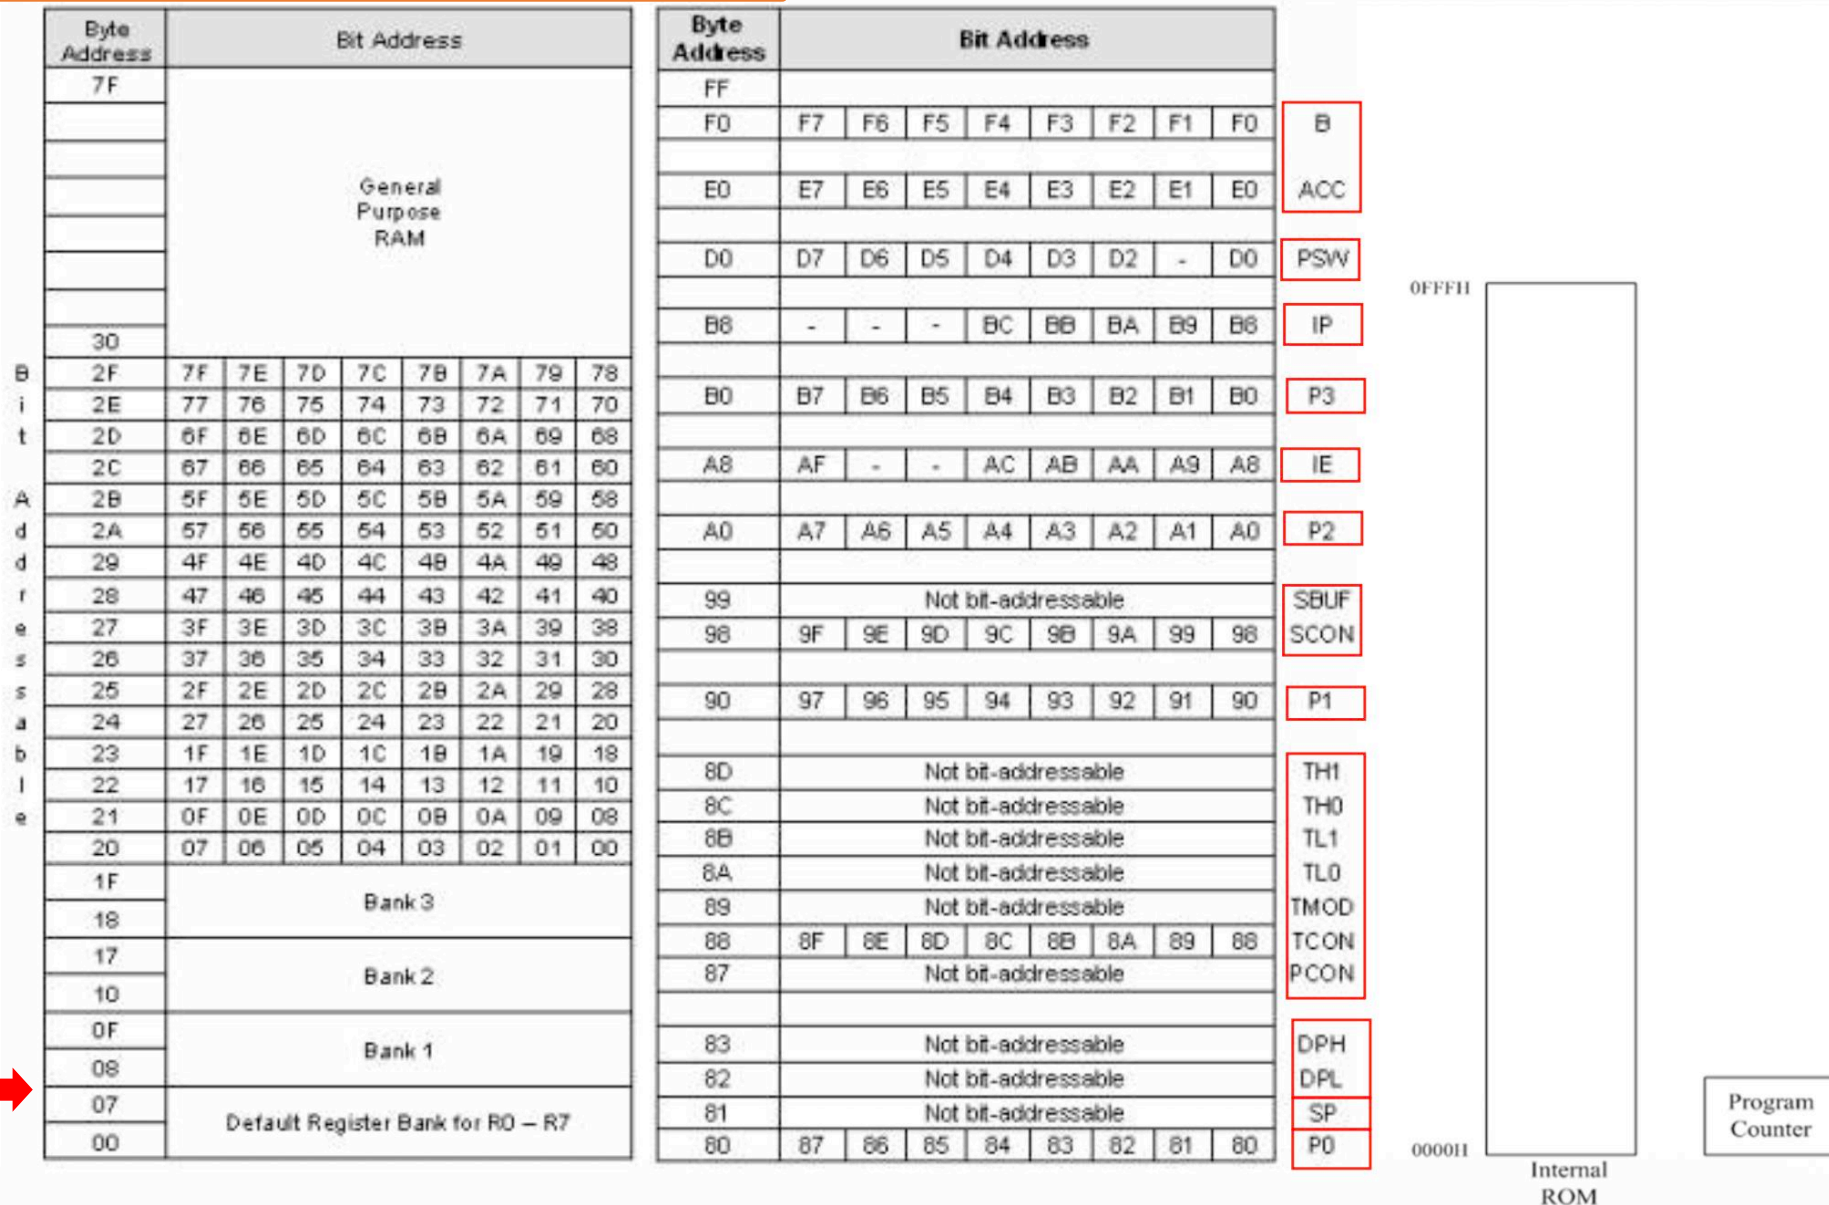 Byte Address Bit Address
7F
General
Purpose
RAM
30
2F 7F 7E 7D 7C 7B 7A 79 78
2E 77 76 75 74 73 72 71 70
2D 6F 6E 6D 6C 6B 6A 69 68
2C 67 66 65 64 63 62 61 60
2B 5F 5E 5D 5C 5B 5A 59 58
2A 57 56 55 54 53 52 51 50
29 4F 4E 4D 4C 4B 4A 49 48
28 47 46 45 44 43 42 41 40
27 3F 3E 3D 3C 3B 3A 39 38
26 37 36 35 34 33 32 31 30
25 2F 2E 2D 2C 2B 2A 29 28
24 27 26 25 24 23 22 21 20
23 1F 1E 1D 1C 1B 1A 19 18
22 17 16 15 14 13 12 11 10
21 0F 0E 0D 0C 0B 0A 09 08
20 07 06 05 04 03 02 01 00
Bit Addressable
1F
Bank 3
18
17
Bank 2
10
0F
Bank 1
08
07
Default Register Bank for R0 – R7
00
Byte Address Bit Address
FF
F0 F7 F6 F5 F4 F3 F2 F1 F0 B
E0 E7 E6 E5 E4 E3 E2 E1 E0 ACC
D0 D7 D6 D5 D4 D3 D2 - D0 PSW
B8 - - - BC BB BA B9 B8 IP
B0 B7 B6 B5 B4 B3 B2 B1 B0 P3
A8 AF - - AC AB AA A9 A8 IE
A0 A7 A6 A5 A4 A3 A2 A1 A0 P2
99 Not bit-addressable SBUF
98 9F 9E 9D 9C 9B 9A 99 98 SCON
90 97 96 95 94 93 92 91 90 P1
8D Not bit-addressable TH1
8C Not bit-addressable TH0
8B Not bit-addressable TL1
8A Not bit-addressable TL0
89 Not bit-addressable TMOD
88 8F 8E 8D 8C 8B 8A 89 88 TCON
87 Not bit-addressable PCON
83 Not bit-addressable DPH
82 Not bit-addressable DPL
81 Not bit-addressable SP
80 87 86 85 84 83 82 81 80 P0
0FFFH
0000H
Internal
ROM
Program
Counter